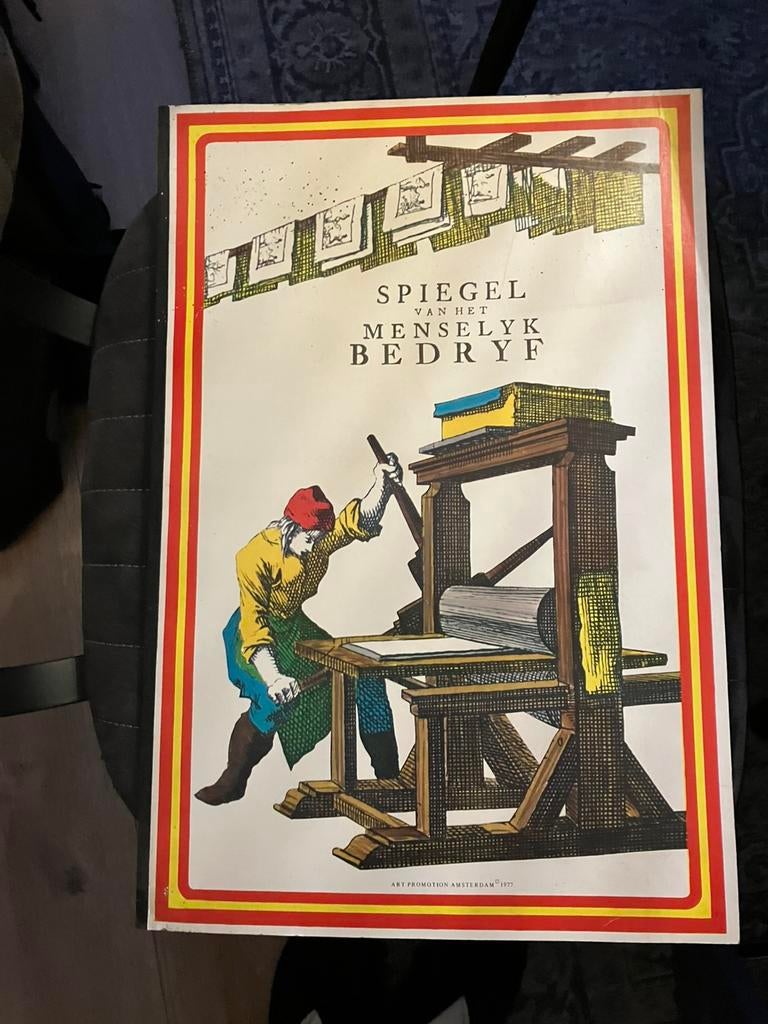 SPIEGEL
VAN HET
MENSELYK
BEDRYF
ART PROMOTION AMSTERDAM © 1977